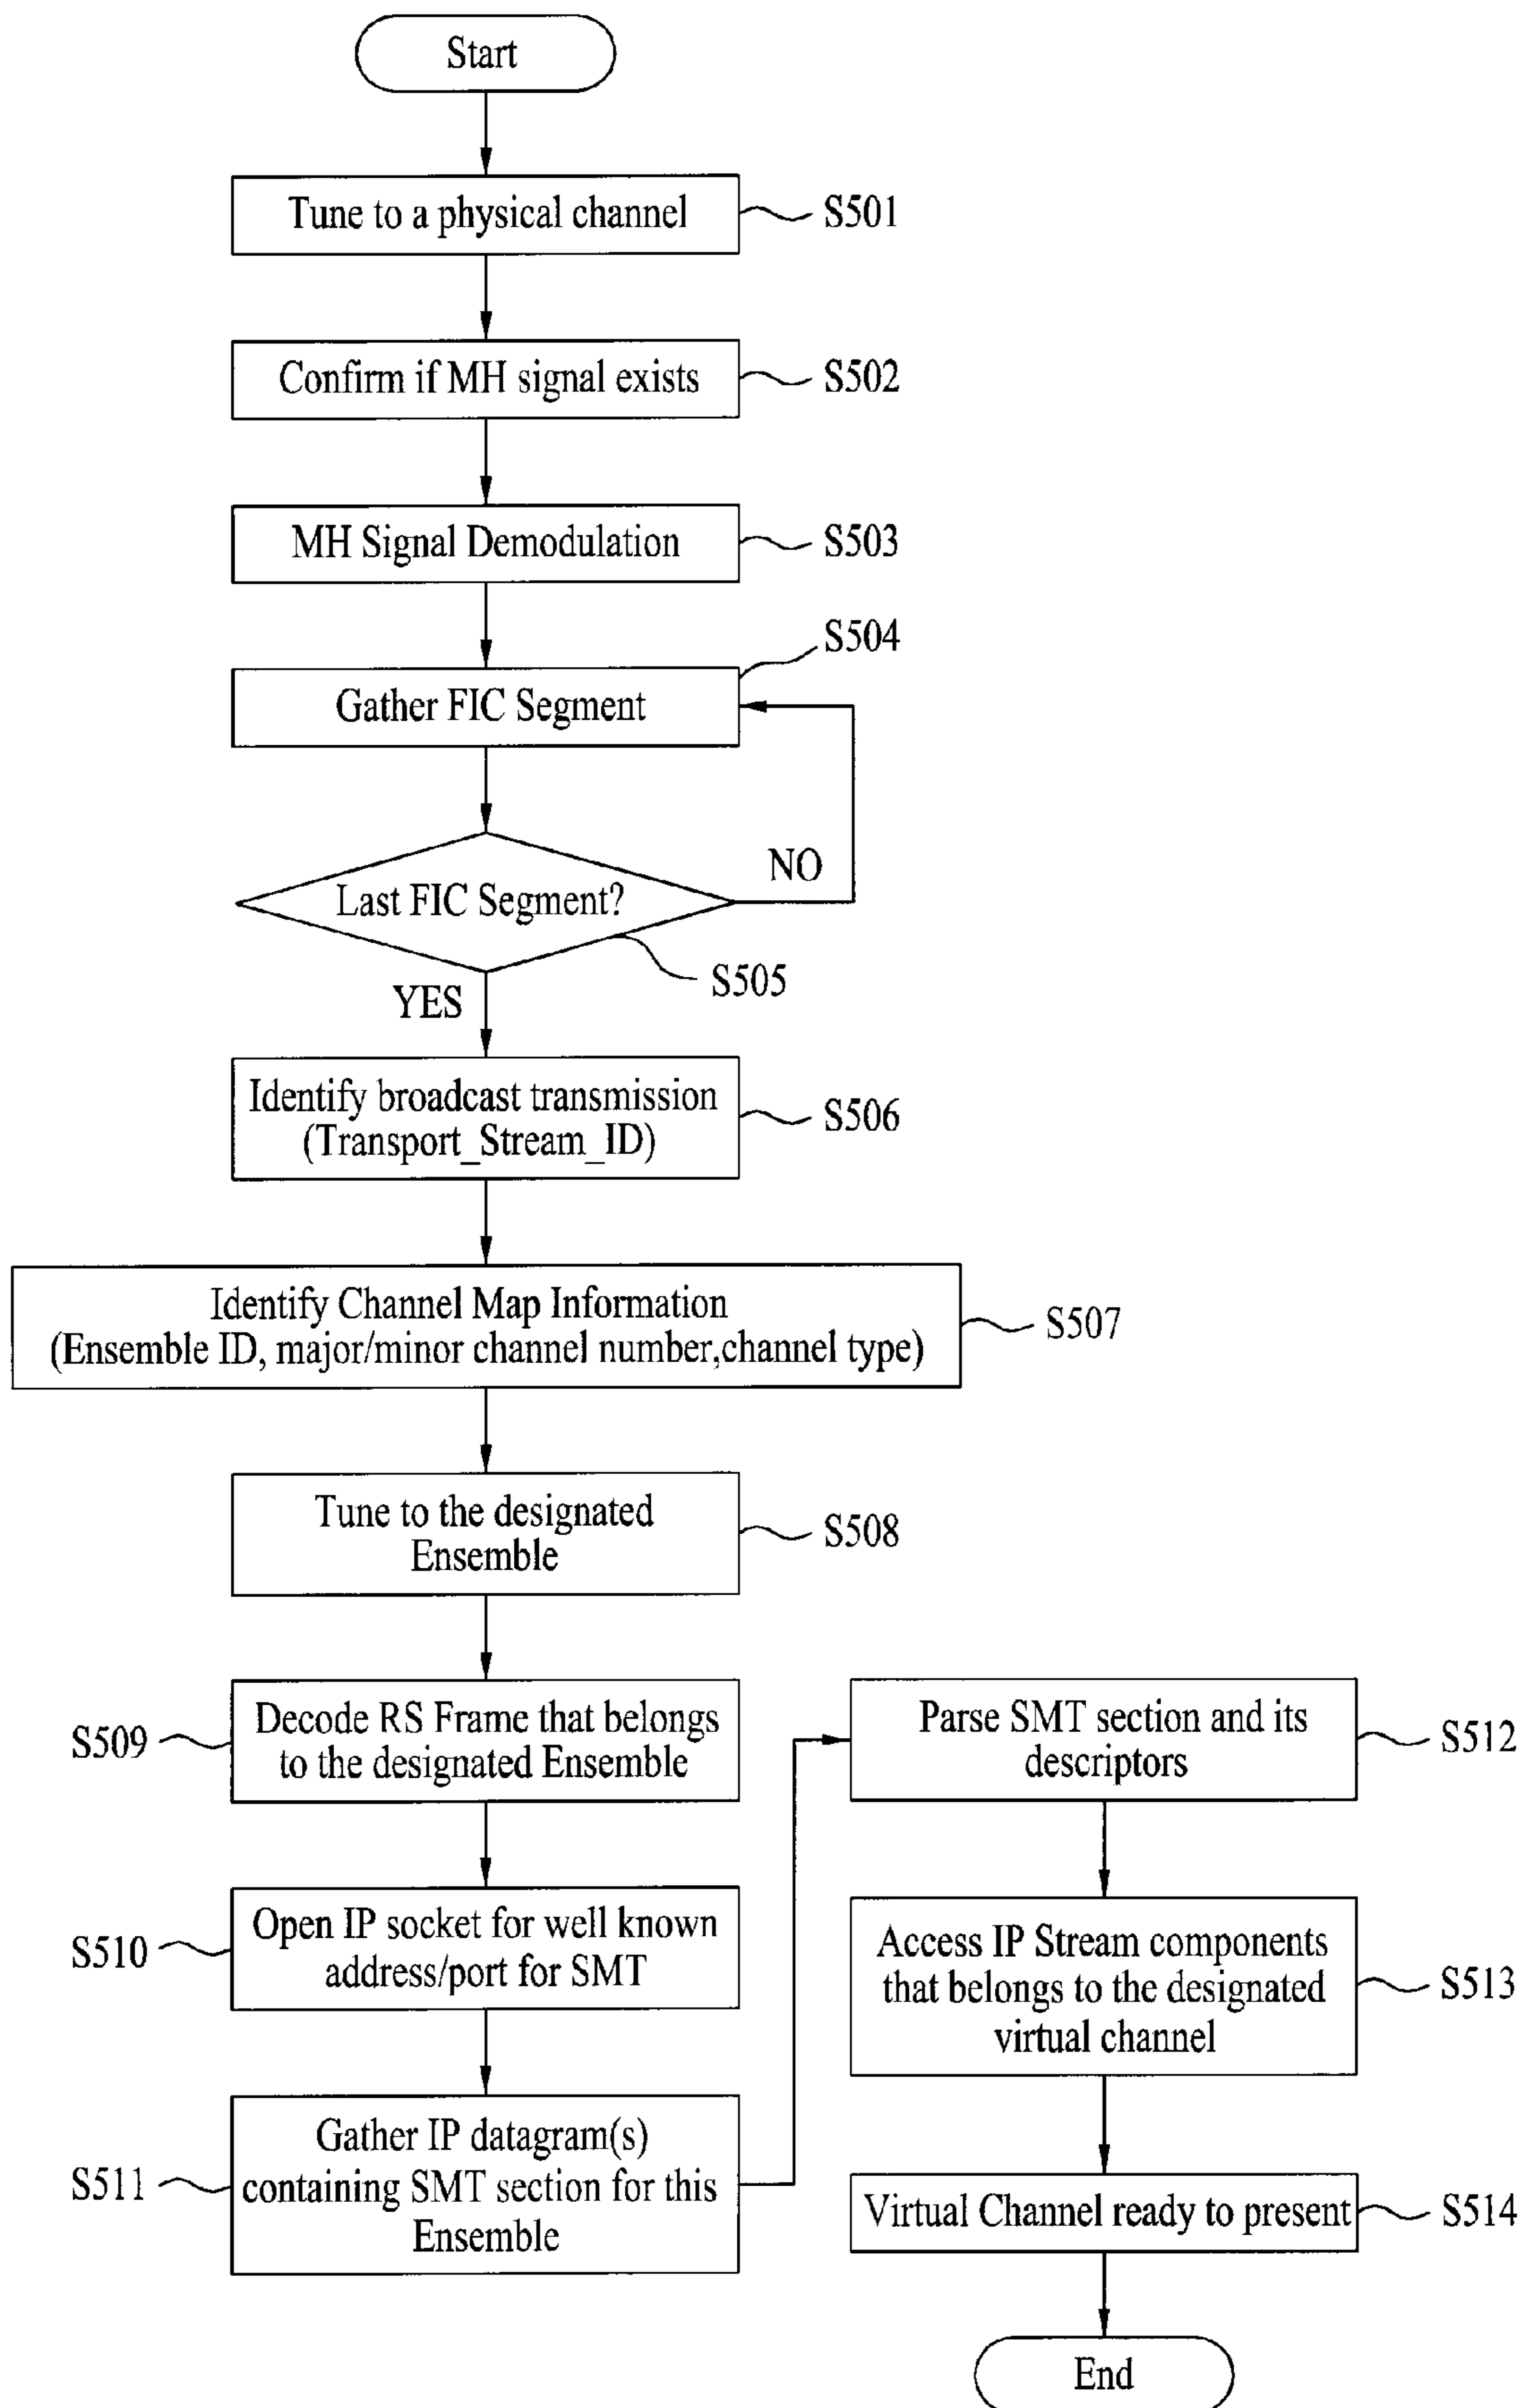 Start
Tune to a physical channel
S501
Confirm if MH signal exists
S502
MH Signal Demodulation
S503
S504
Gather FIC Segment
NO
Last FIC Segment?
S505
YES
Identify broadcast transmission
(Transport_Stream_ID)
S506
Identify Channel Map Information
(Ensemble ID, major/minor channel number,channel type)
S507
Tune to the designated
Ensemble
S508
Decode RS Frame that belongs
to the designated Ensemble
S509
Open IP socket for well known
address/port for SMT
S510
Gather IP datagram(s)
containing SMT section for this
Ensemble
S511
Parse SMT section and its
descriptors
S512
Access IP Stream components
that belongs to the designated
virtual channel
S513
Virtual Channel ready to present
S514
End